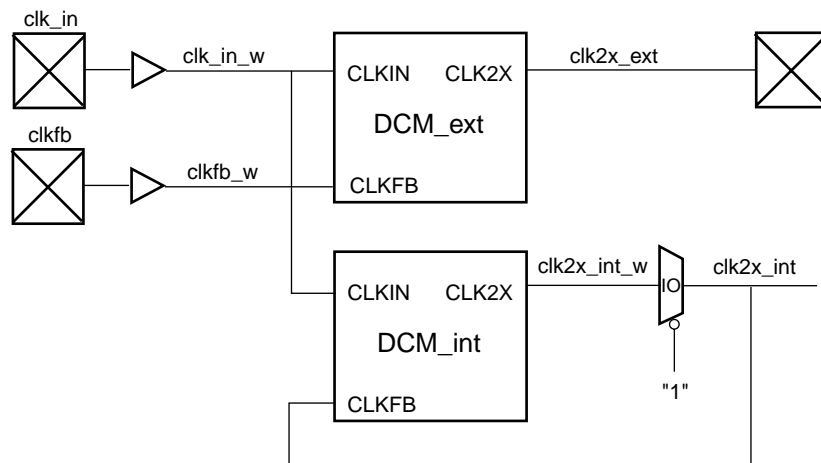 clk_in
clk_in_w
CLKIN CLK2X
clk2x_ext
DCM_ext
clkfb
clkfb_w
CLKFB
clk2x_int_w
clk2x_int
CLKIN CLK2X
IO
DCM_int
"1"
CLKFB